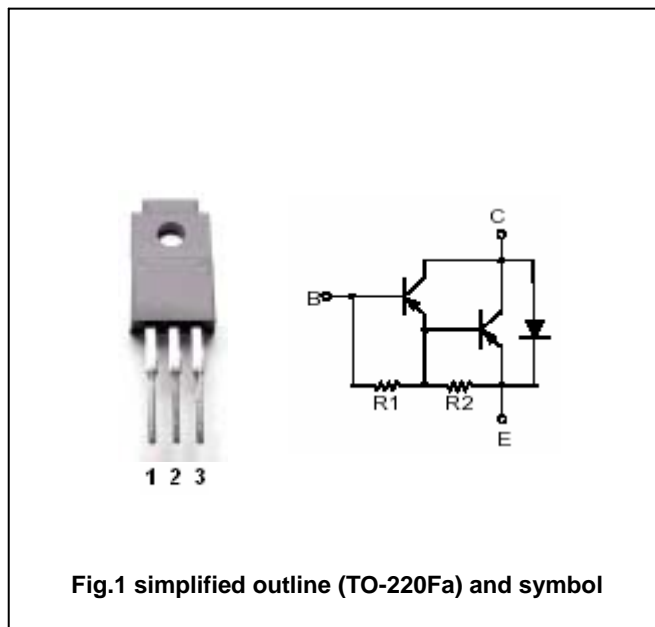 C
B
R1 R2
E
1 2 3
Fig.1 simplified outline (TO-220Fa) and symbol